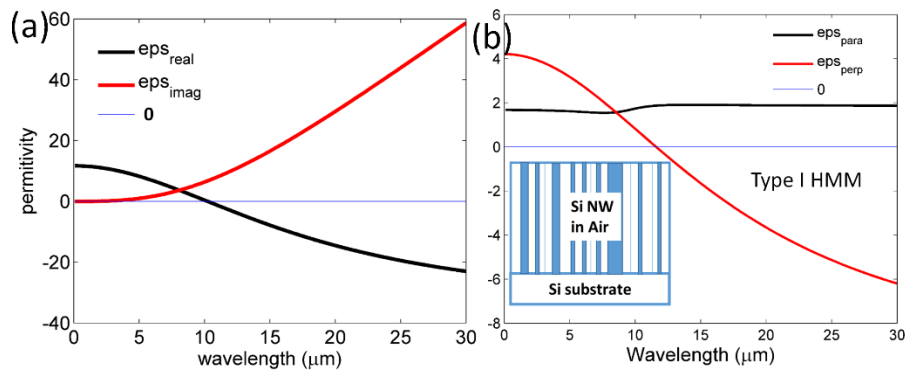 (a)
eps_real
eps_imag
0
permitivity
60
40
20
0
-20
-40
0
5
10
15
20
25
30
wavelength (μm)
(b)
eps_para
eps_perp
0
6
4
2
0
-2
-4
-6
-8
Type I HMM
Si NW
in Air
Si substrate
0
5
10
15
20
25
30
Wavelength (μm)